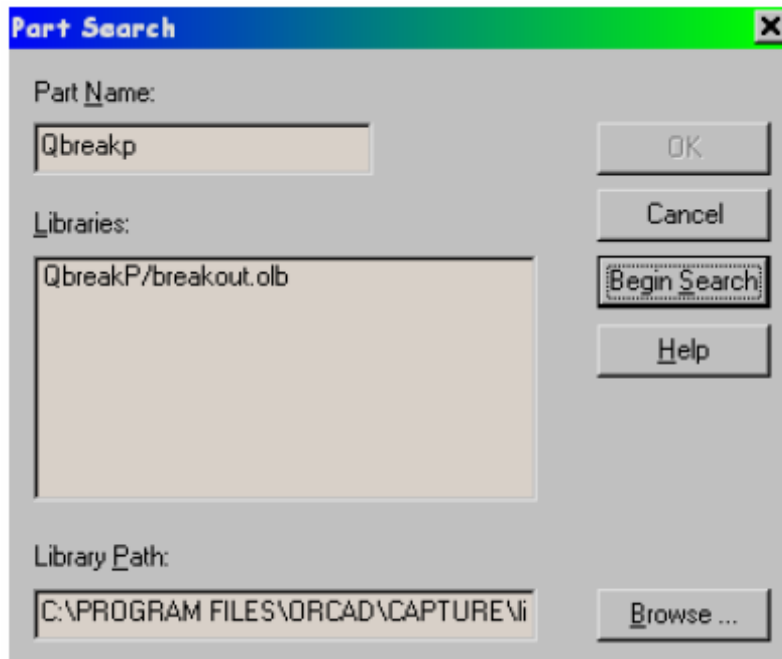 Part Search
Part Name:
Qbreakp
OK
Cancel
Libraries:
QbreakP/breakout.olb
Begin Search
Help
Library Path:
C:\PROGRAM FILES\ORCAD\CAPTURE\li
Browse ...